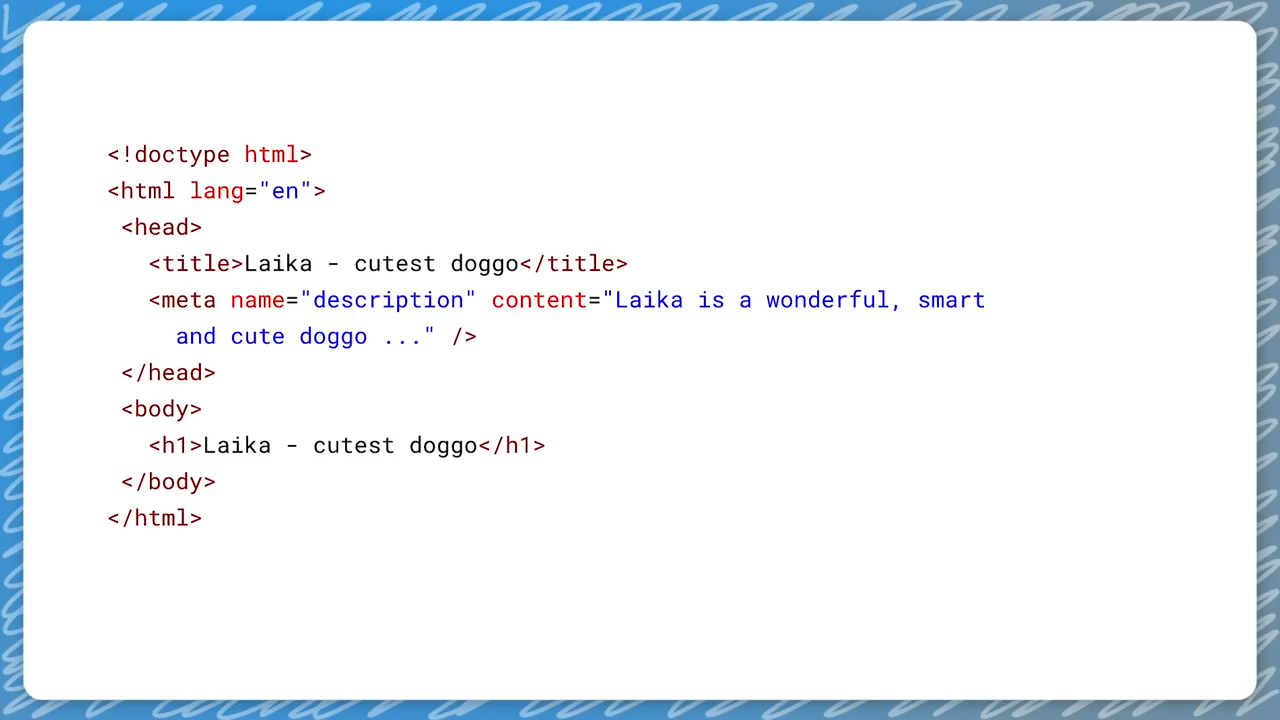 <!doctype html>
<html lang="en">
<head>
<title>Laika - cutest doggo</title>
<meta name="description" content="Laika is a wonderful, smart
and cute doggo ..." />
</head>
<body>
<h1>Laika - cutest doggo</h1>
</body>
</html>